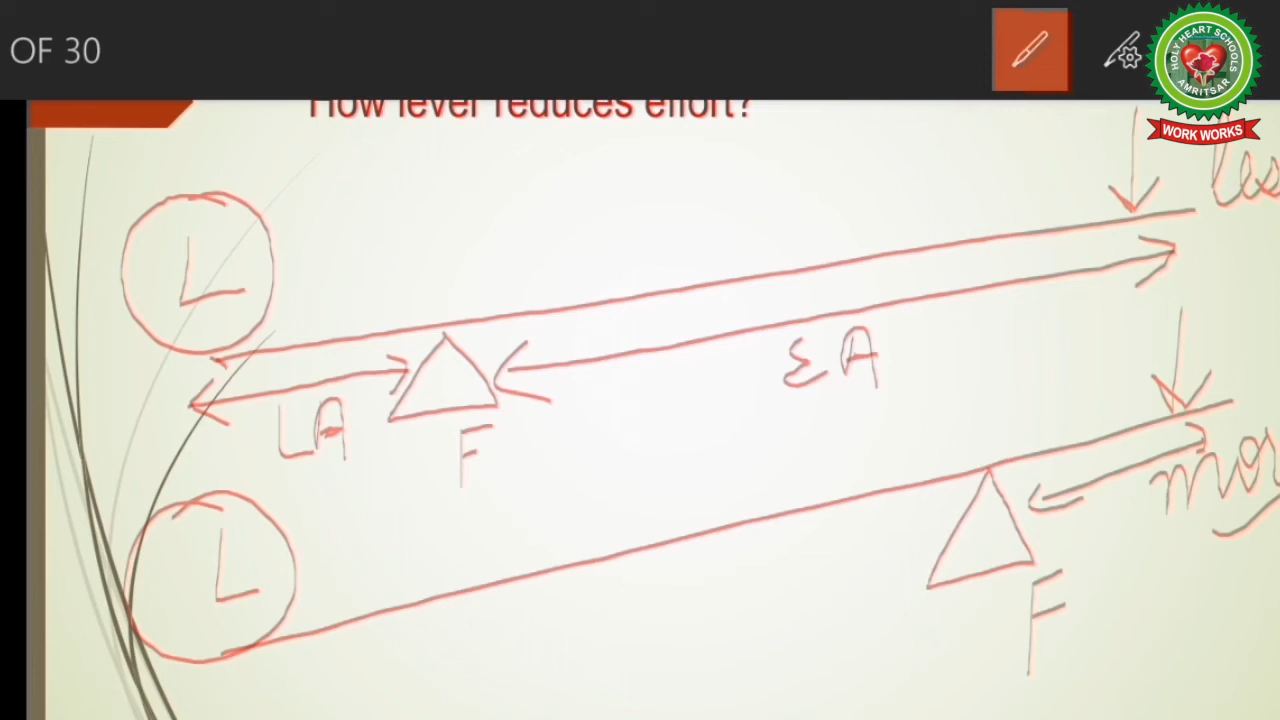 OF 30
HOLY HEART SCHOOLS
AMRITSAR
WORK WORKS
How lever reduces effort?
L
LA
F
EA
L
F